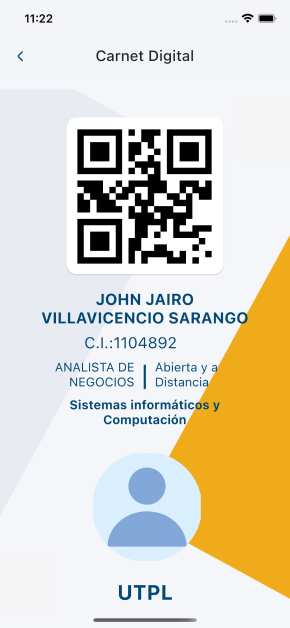 11:22
Carnet Digital
JOHN JAIRO
VILLAVICENCIO SARANGO
C.I.:1104892
ANALISTA DE
NEGOCIOS
Abierta y a
Distancia
Sistemas informáticos y
Computación
UTPL